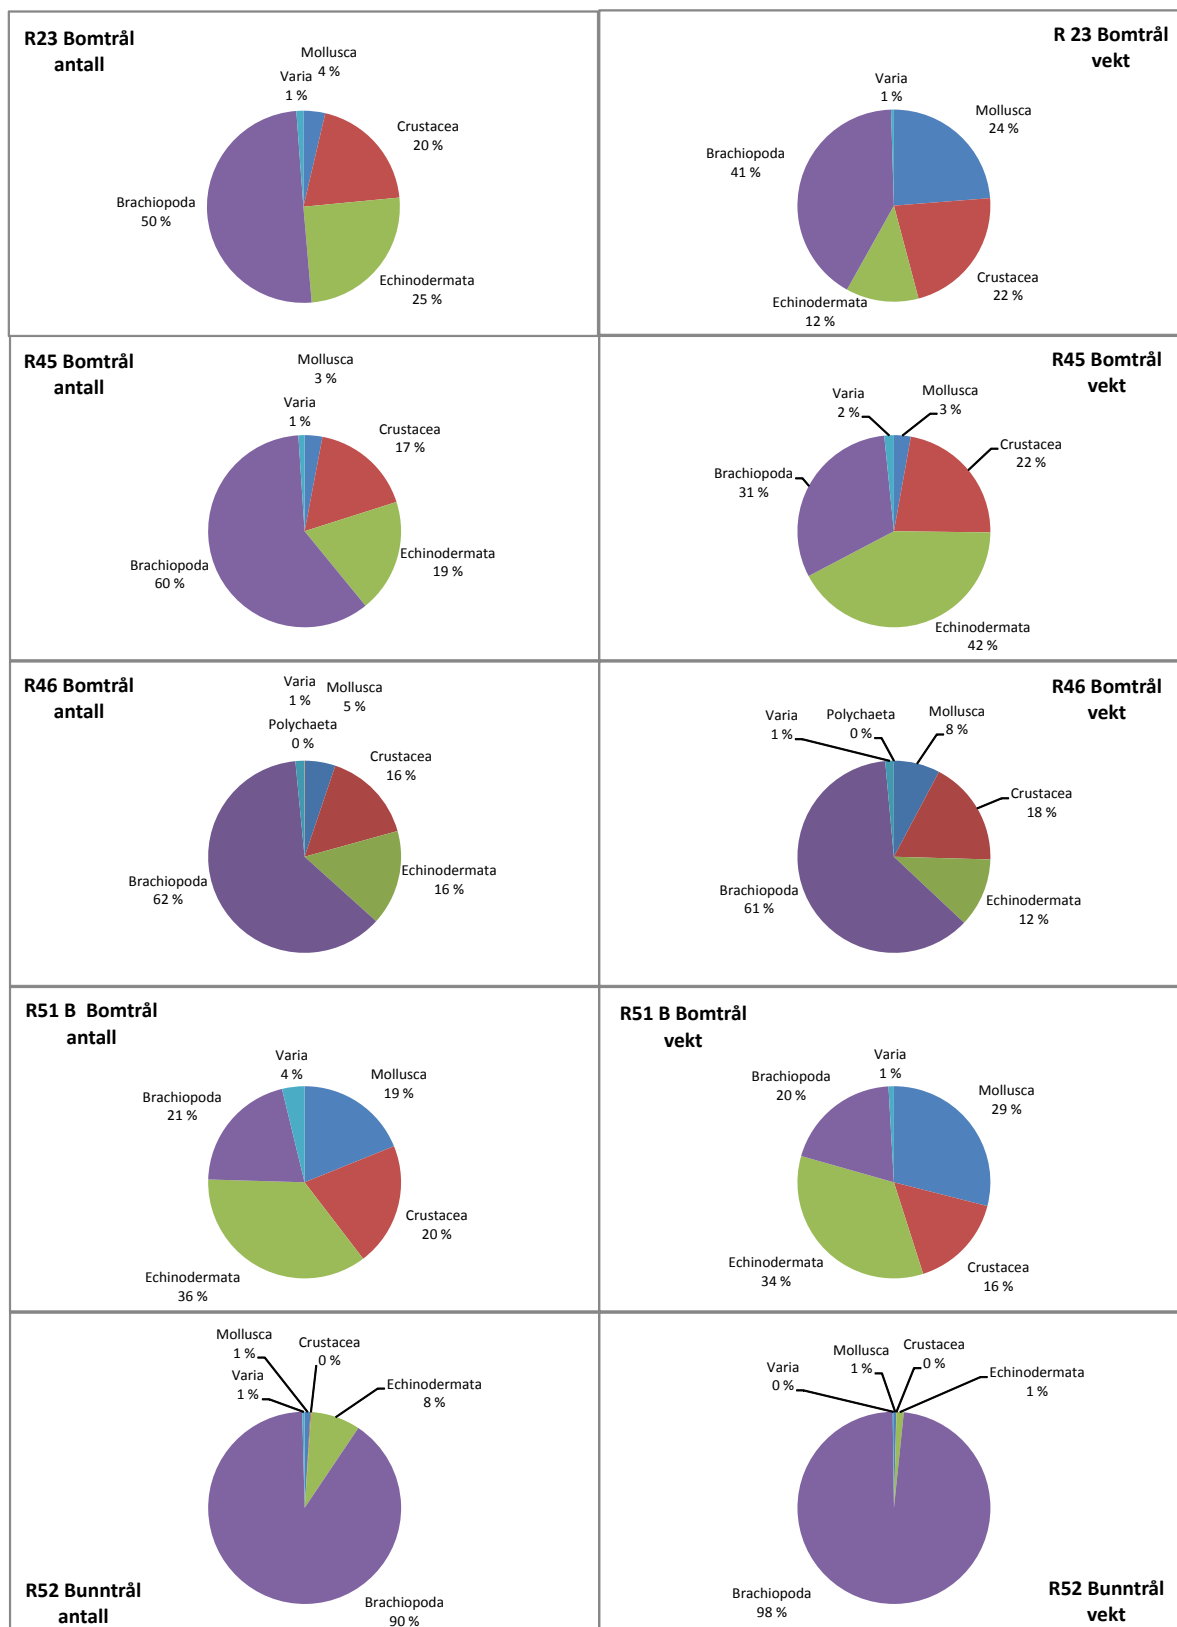 R23 Bomtrål
antall
Mollusca
4 %
Varia
1 %
Crustacea
20 %
Brachiopoda
50 %
Echinodermata
25 %
R 23 Bomtrål
vekt
Varia
1 %
Mollusca
24 %
Brachiopoda
41 %
Crustacea
22 %
Echinodermata
12 %
R45 Bomtrål
antall
Mollusca
3 %
Varia
1 %
Crustacea
17 %
Echinodermata
19 %
Brachiopoda
60 %
R45 Bomtrål
vekt
Varia
2 %
Mollusca
3 %
Crustacea
22 %
Brachiopoda
31 %
Echinodermata
42 %
R46 Bomtrål
antall
Varia
1 %
Mollusca
5 %
Polychaeta
0 %
Crustacea
16 %
Echinodermata
16 %
Brachiopoda
62 %
R46 Bomtrål
vekt
Varia
1 %
Polychaeta
0 %
Mollusca
8 %
Crustacea
18 %
Brachiopoda
61 %
Echinodermata
12 %
R51 B  Bomtrål
antall
Varia
4 %
Mollusca
19 %
Brachiopoda
21 %
Crustacea
20 %
Echinodermata
36 %
R51 B Bomtrål
vekt
Varia
1 %
Brachiopoda
20 %
Mollusca
29 %
Echinodermata
34 %
Crustacea
16 %
Mollusca
1 %
Crustacea
0 %
Varia
1 %
Echinodermata
8 %
R52 Bunntrål
antall
Brachiopoda
90 %
Varia
0 %
Mollusca
1 %
Crustacea
0 %
Echinodermata
1 %
Brachiopoda
98 %
R52 Bunntrål
vekt